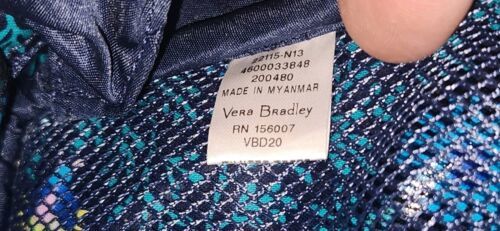 22115-N13
4600033848
200480
MADE IN MYANMAR
Vera Bradley
RN 156007
VBD20